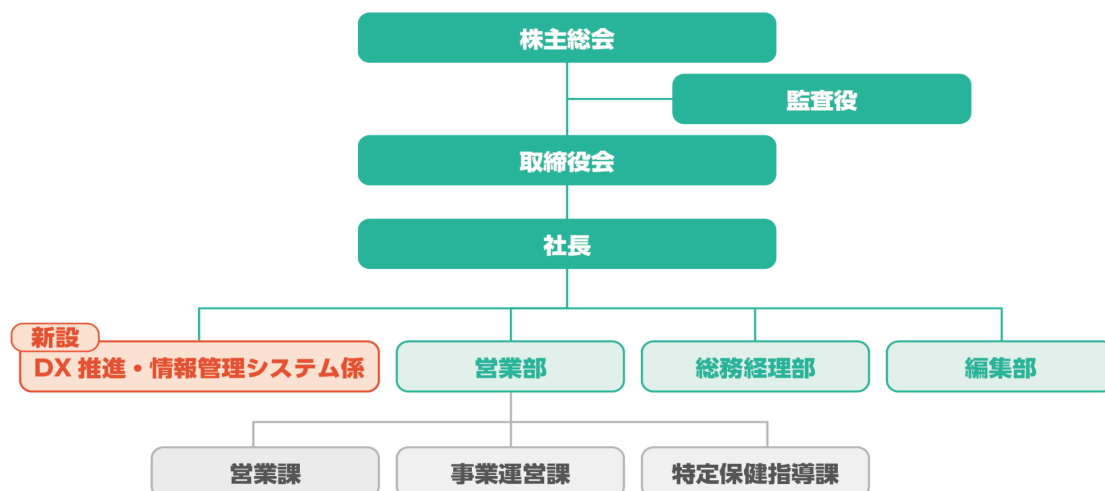 株主総会
監査役
取締役会
社長
新設
DX 推進・情報管理システム係
営業部
総務経理部
編集部
営業課
事業運営課
特定保健指導課